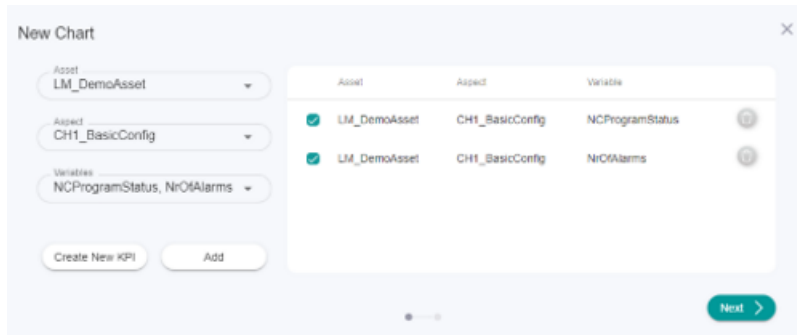 New Chart
Asset
LM_DemoAsset
Aspect
CH1_BasicConfig
Variables
NCProgramStatus, NrOfAlarms
Create New KPI Add
Asset Aspect Variable
LM_DemoAsset CH1_BasicConfig NCProgramStatus
LM_DemoAsset CH1_BasicConfig NrOfAlarms
Next